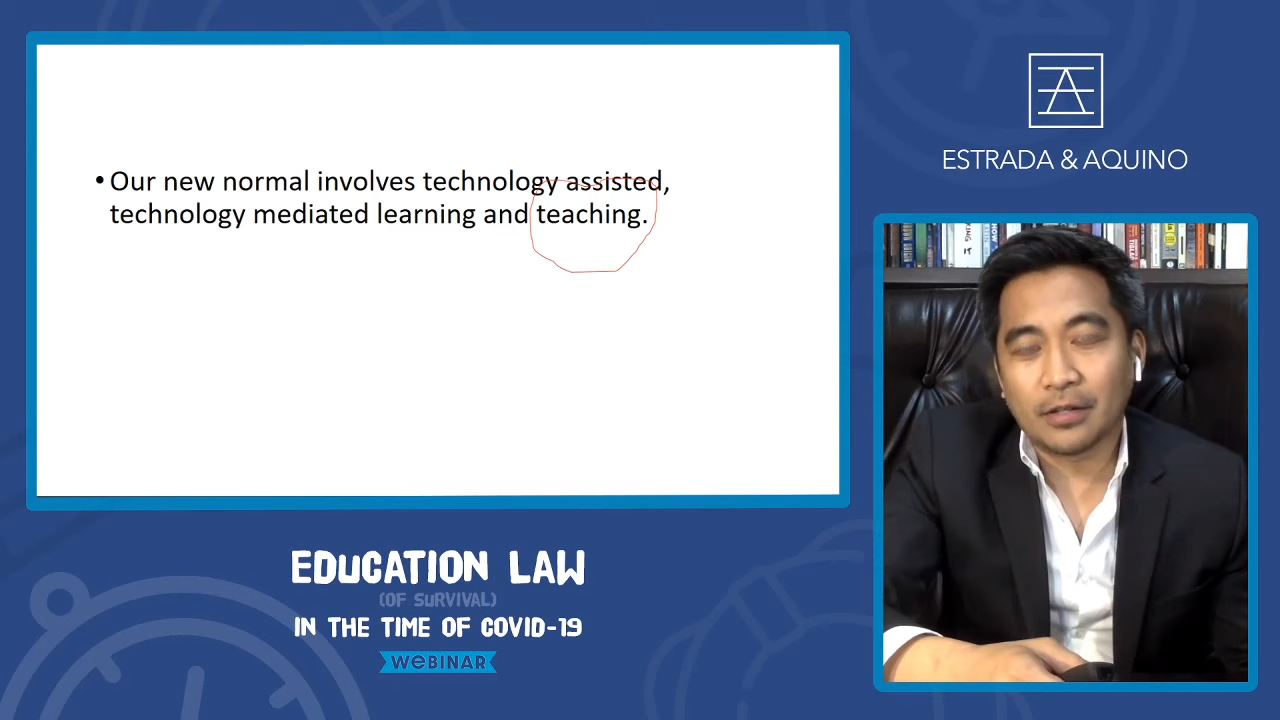 • Our new normal involves technology assisted,
technology mediated learning and teaching.
ESTRADA & AQUINO
EDUCATION LAW
(OF SURVIVAL)
IN THE TIME OF COVID-19
WEBINAR